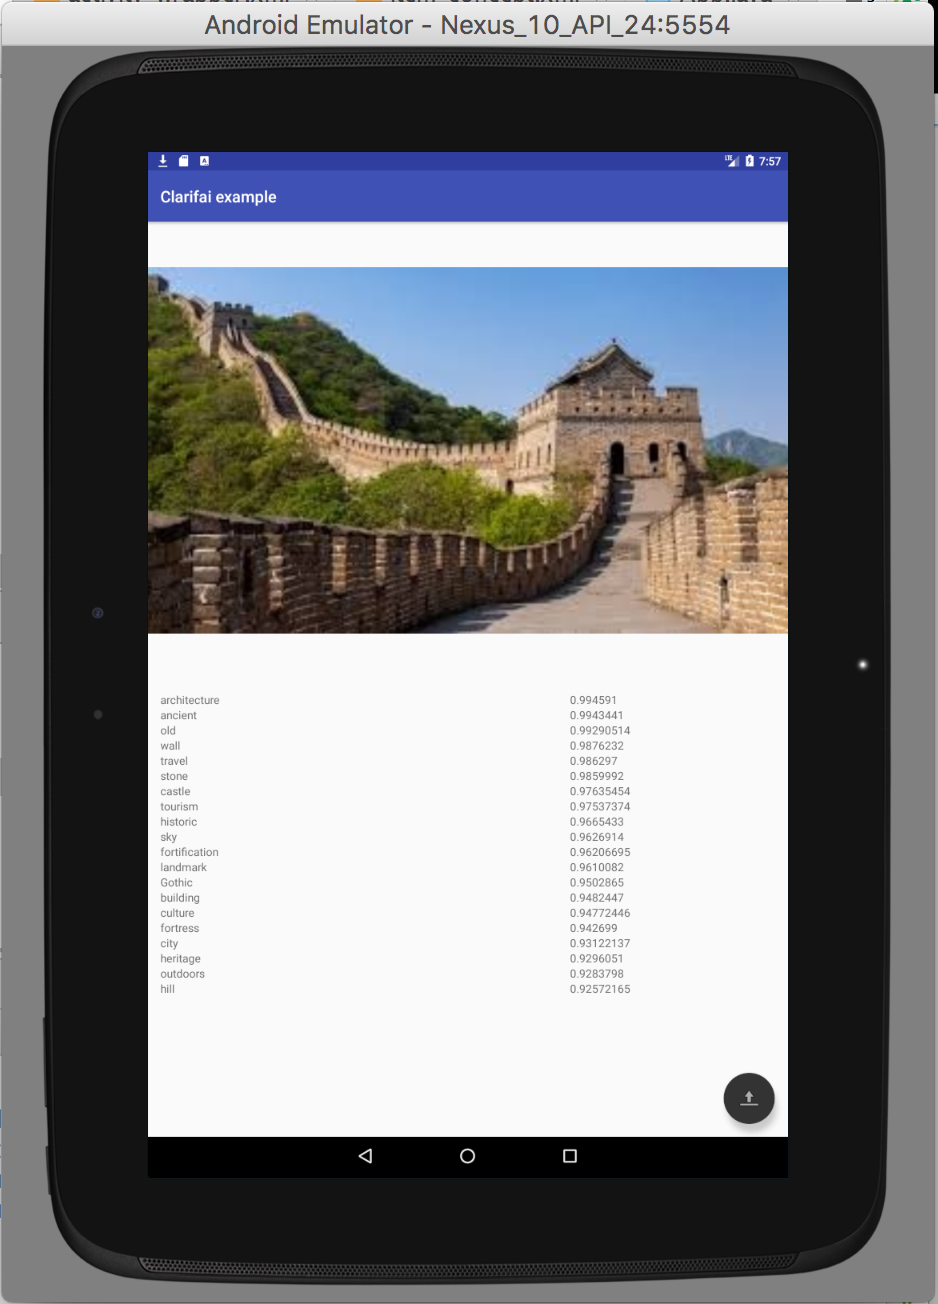 Android Emulator - Nexus_10_API_24:5554
LTE 7:57
Clarifai example
architecture 0.994591
ancient 0.9943441
old 0.99290514
wall 0.9876232
travel 0.986297
stone 0.9859992
castle 0.97635454
tourism 0.97537374
historic 0.9665433
sky 0.9626914
fortification 0.96206695
landmark 0.9610082
Gothic 0.9502865
building 0.9482447
culture 0.94772446
fortress 0.942699
city 0.93122137
heritage 0.9296051
outdoors 0.9283798
hill 0.92572165